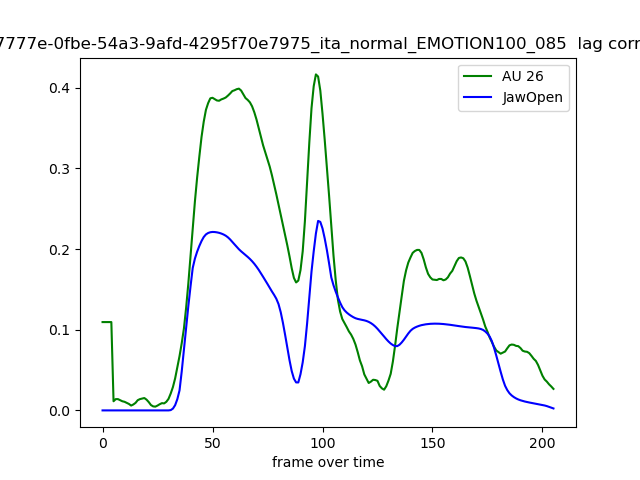 7777e-0fbe-54a3-9afd-4295f70e7975_ita_normal_EMOTION100_085 lag corr
AU 26
JawOpen
0.4
0.3
0.2
0.1
0.0
0 50 100 150 200
frame over time